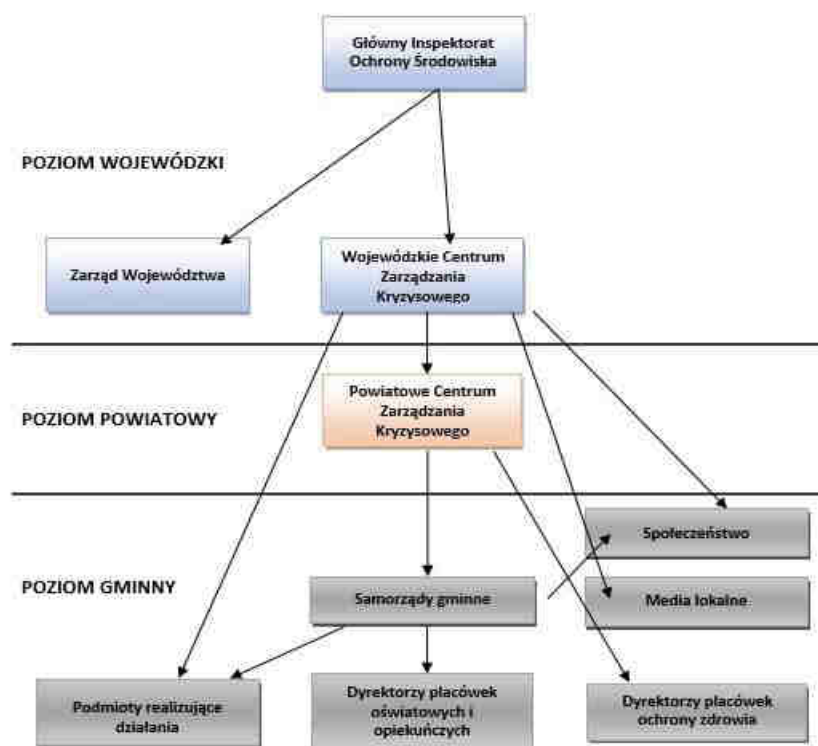 Główny Inspektorat
Ochrony Środowiska
POZIOM WOJEWÓDZKI
Zarząd Województwa
Wojewódzkie Centrum
Zarządzania
Kryzysowego
POZIOM POWIATOWY
Powiatowe Centrum
Zarządzania
Kryzysowego
Społeczeństwo
POZIOM GMINNY
Samorządy gminne
Media lokalne
Podmioty realizujące
działania
Dyrektorzy placówek
oświatowych i
opiekuńczych
Dyrektorzy placówek
ochrony zdrowia